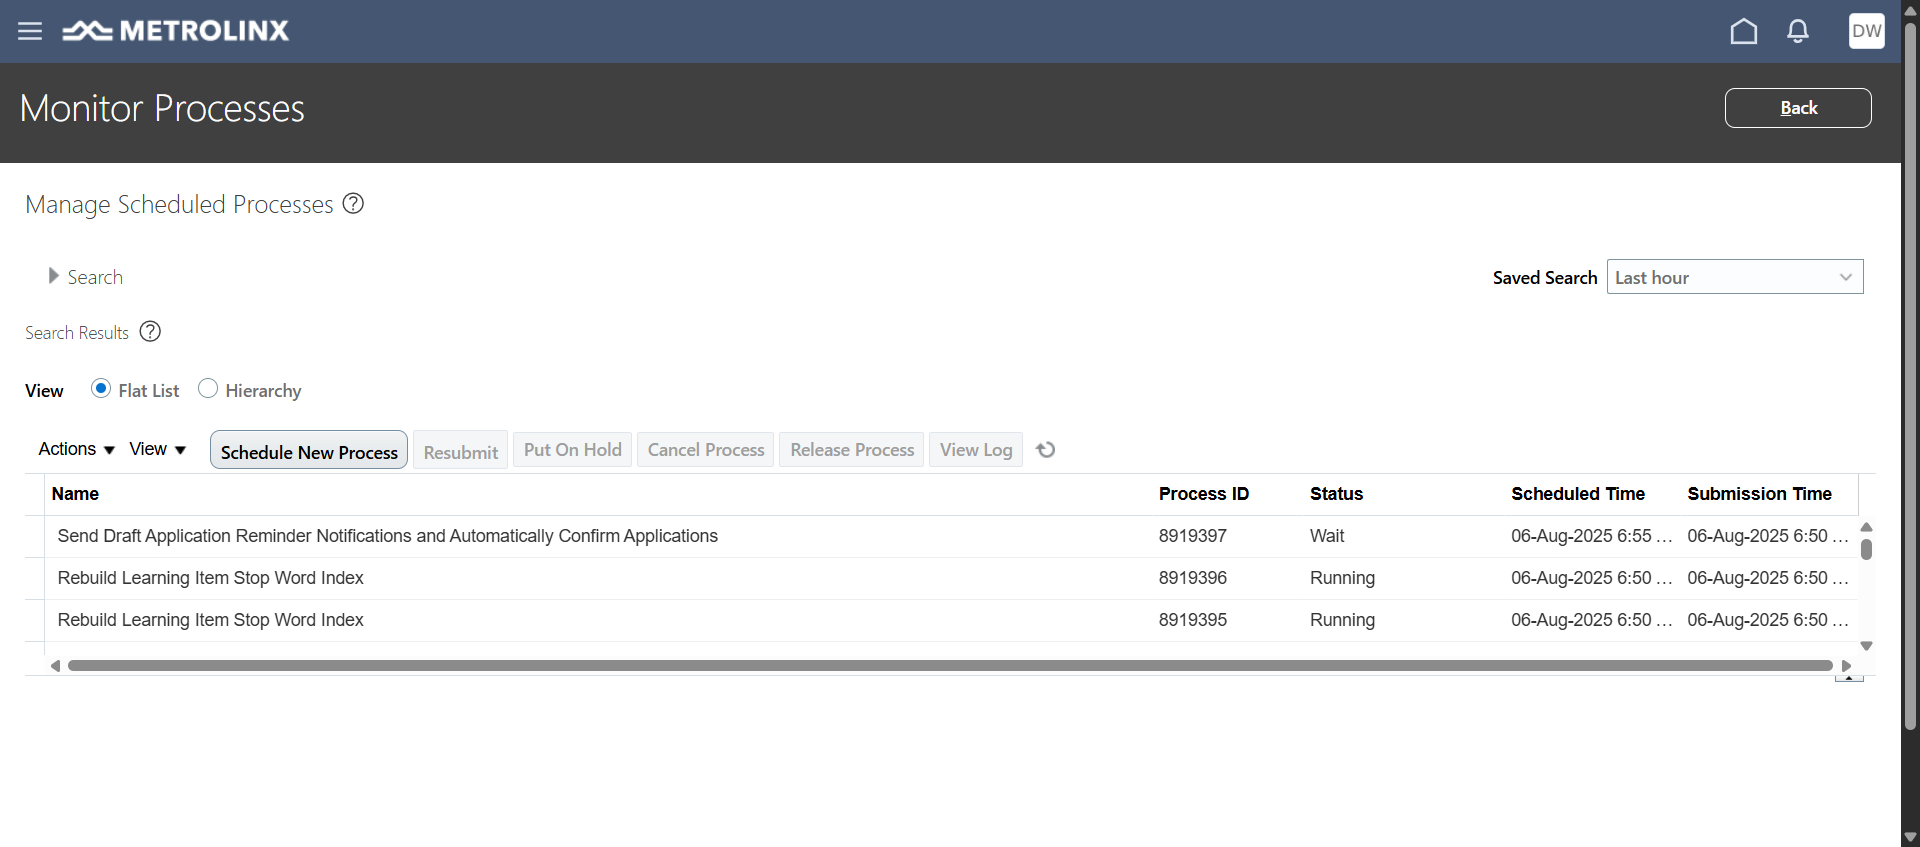 METROLINX
DW
Monitor Processes
Back
Manage Scheduled Processes ?
Search
Saved Search Last hour
Search Results ?
View Flat List Hierarchy
Actions View Schedule New Process Resubmit Put On Hold Cancel Process Release Process View Log
Name Process ID Status Scheduled Time Submission Time
Send Draft Application Reminder Notifications and Automatically Confirm Applications 8919397 Wait 06-Aug-2025 6:55 ... 06-Aug-2025 6:50 ...
Rebuild Learning Item Stop Word Index 8919396 Running 06-Aug-2025 6:50 ... 06-Aug-2025 6:50 ...
Rebuild Learning Item Stop Word Index 8919395 Running 06-Aug-2025 6:50 ... 06-Aug-2025 6:50 ...